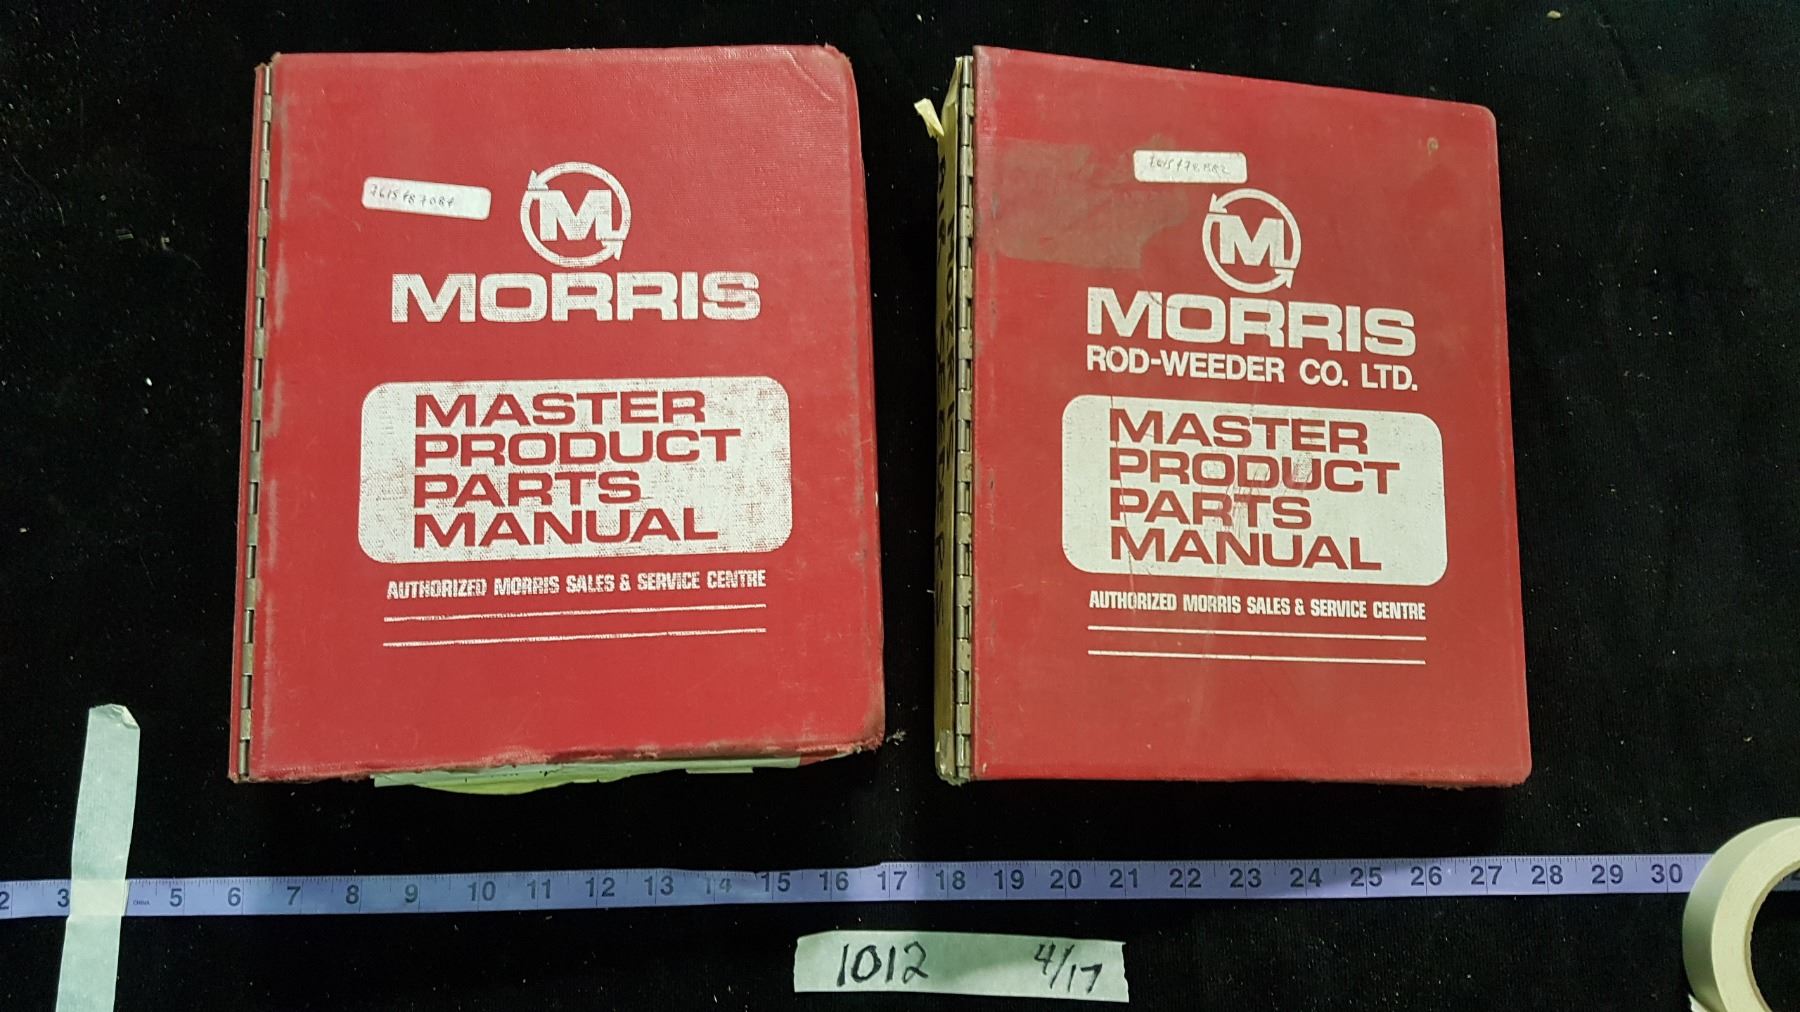 M
MORRIS
MASTER
PRODUCT
PARTS
MANUAL
AUTHORIZED MORRIS SALES & SERVICE CENTRE
M
MORRIS
ROD-WEEDER CO. LTD.
MASTER
PRODUCT
PARTS
MANUAL
AUTHORIZED MORRIS SALES & SERVICE CENTRE
2 3 CHINA 5 6 7 8 9 10 11 12 13 14 15 16 17 18 19 20 21 22 23 24 25 26 27 28 29 30
1012 4/17